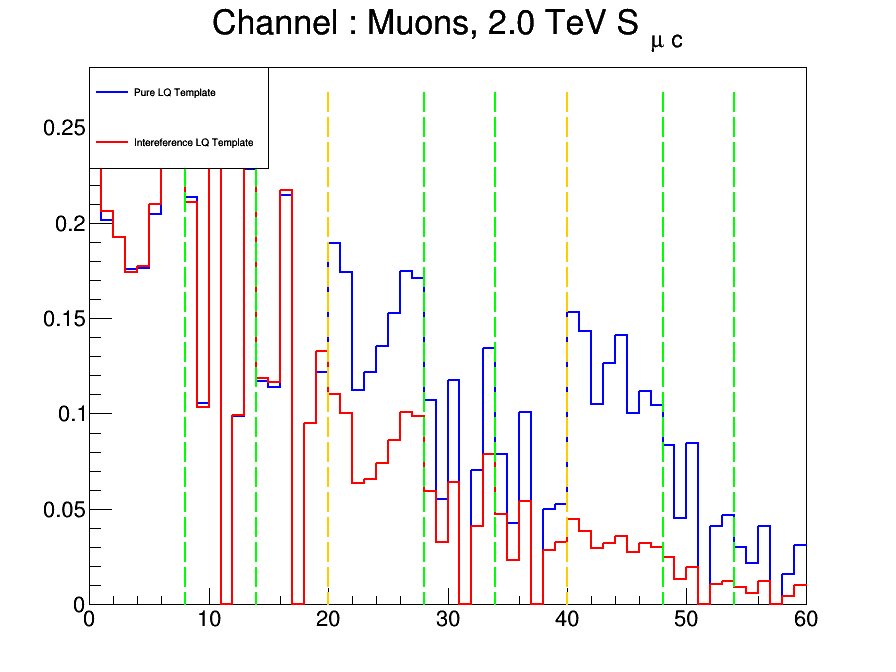 Channel : Muons, 2.0 TeV S μ c
Pure LQ Template
Intereference LQ Template
0.25
0.2
0.15
0.1
0.05
0
0 10 20 30 40 50 60